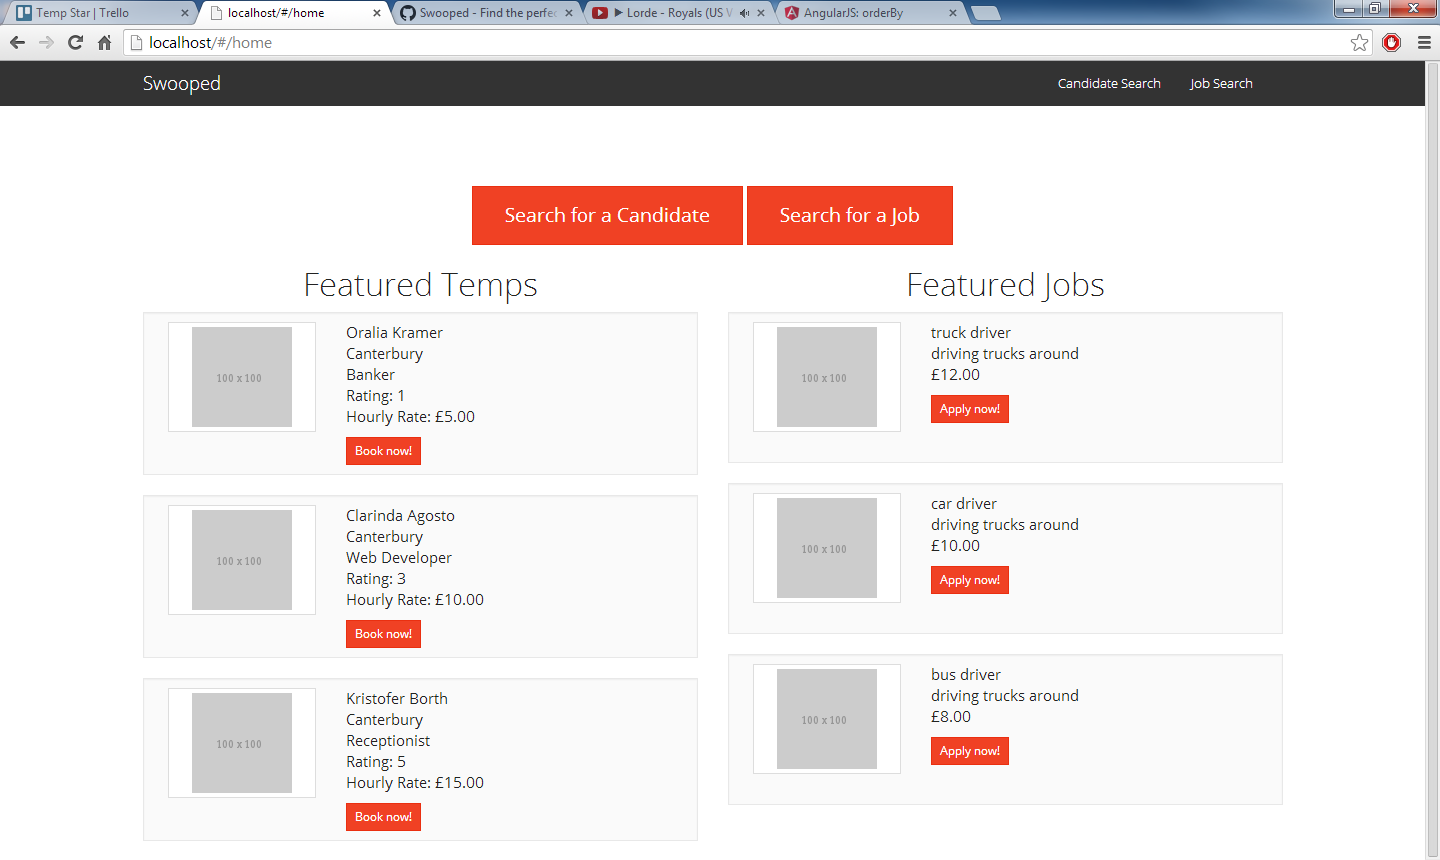 Temp Star | Trello
localhost/#/home
Swooped - Find the perfec
▶ Lorde - Royals (US V
AngularJS: orderBy
localhost/#/home
Swooped
Candidate Search
Job Search
Search for a Candidate
Search for a Job
Featured Temps
Oralia Kramer
Canterbury
Banker
Rating: 1
Hourly Rate: £5.00
Book now!
100 x 100
Clarinda Agosto
Canterbury
Web Developer
Rating: 3
Hourly Rate: £10.00
Book now!
100 x 100
Kristofer Borth
Canterbury
Receptionist
Rating: 5
Hourly Rate: £15.00
Book now!
100 x 100
Featured Jobs
truck driver
driving trucks around
£12.00
Apply now!
100 x 100
car driver
driving trucks around
£10.00
Apply now!
100 x 100
bus driver
driving trucks around
£8.00
Apply now!
100 x 100